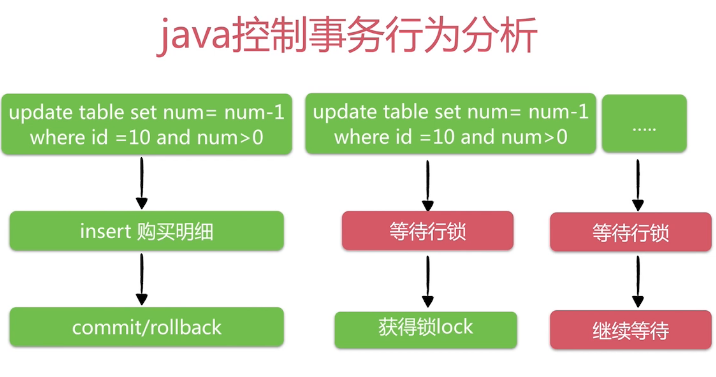 java控制事务行为分析
update table set num= num-1
where id =10 and num>0
update table set num= num-1
where id =10 and num>0
.....
insert 购买明细
等待行锁
等待行锁
commit/rollback
获得锁lock
继续等待